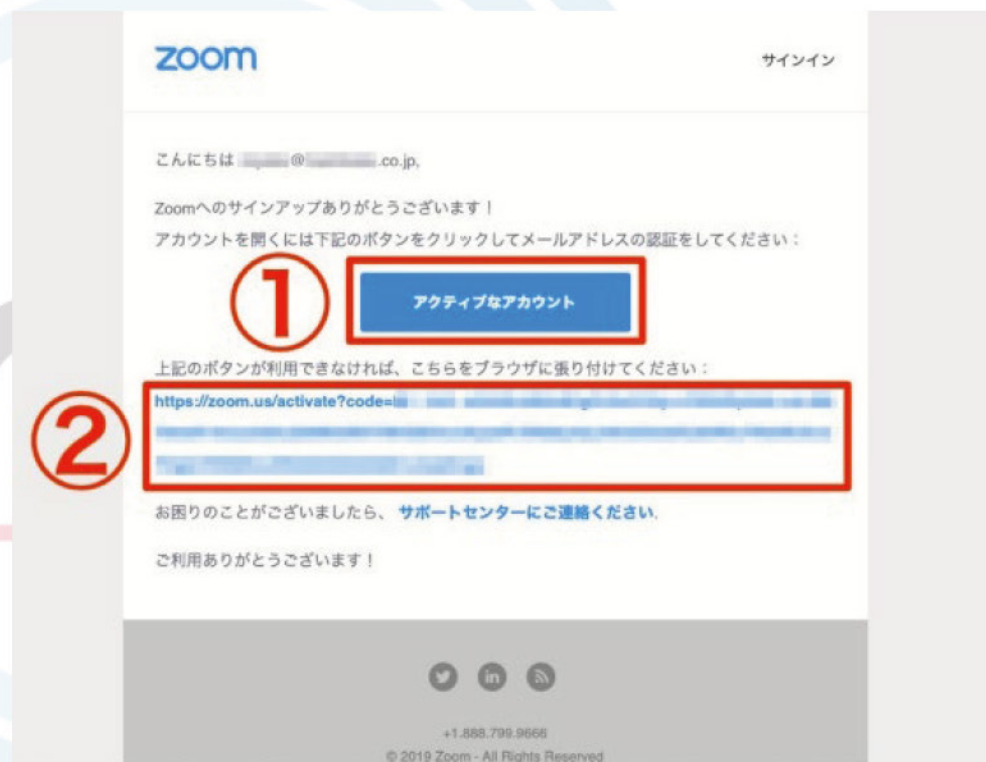 zoom
サインイン
こんにちは @ .co.jp,
Zoomへのサインアップありがとうございます！
アカウントを開くには下記のボタンをクリックしてメールアドレスの認証をしてください：
①
アクティブなアカウント
上記のボタンが利用できなければ、こちらをブラウザに張り付けてください：
②
https://zoom.us/activate?code=
お困りのことがございましたら、 サポートセンターにご連絡ください.
ご利用ありがとうございます！
in
+1.888.799.9666
© 2019 Zoom - All Rights Reserved